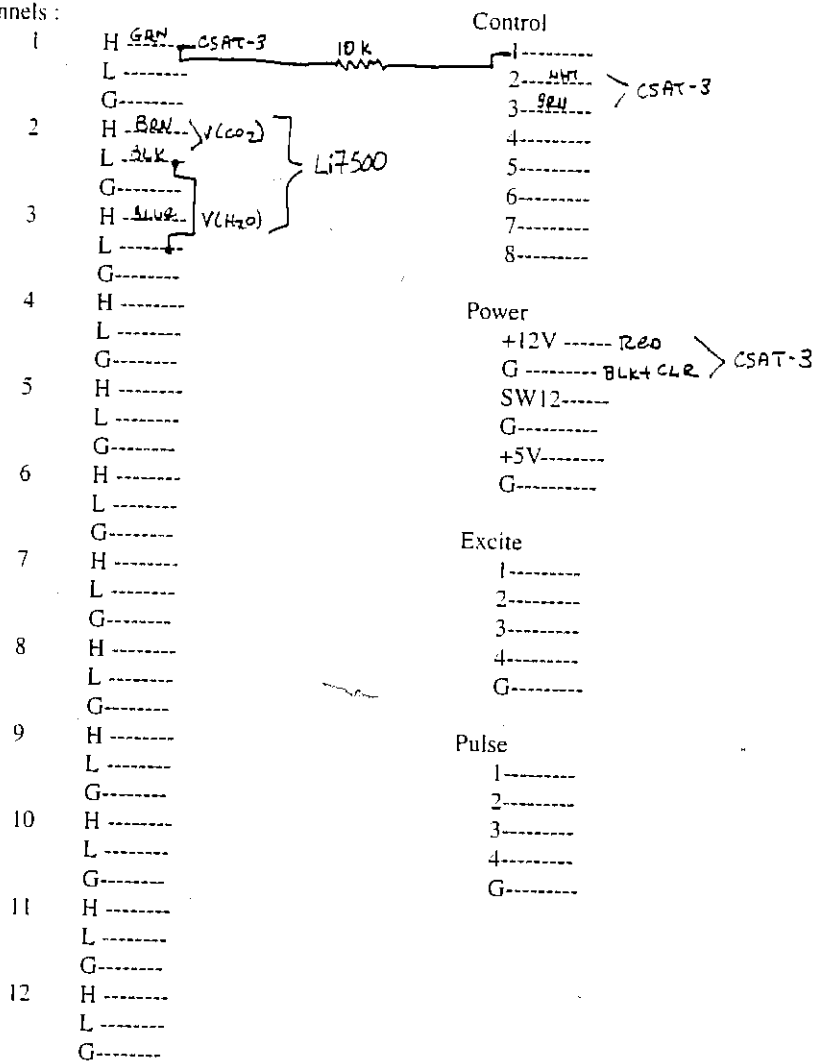 nnels :
1 H GRN CSAT-3
L --------
G--------
2 H BRN V(CO2)
L BLK
G--------
3 H V(H2O)
L --------
G--------
Li7500
4 H --------
L --------
G--------
5 H --------
L --------
G--------
6 H --------
L --------
G--------
7 H --------
L --------
G--------
8 H --------
L --------
G--------
9 H --------
L --------
G--------
10 H --------
L --------
G--------
11 H --------
L --------
G--------
12 H --------
L --------
G--------
10K
Control
1---------
2 WHT
3 GRN
CSAT-3
4---------
5---------
6---------
7---------
8---------
Power
+12V ------ RED
G --------- BLK+ CLR
CSAT-3
SW12------
G---------
+5V--------
G----------
Excite
1---------
2---------
3---------
4---------
G---------
Pulse
1---------
2---------
3---------
4---------
G---------